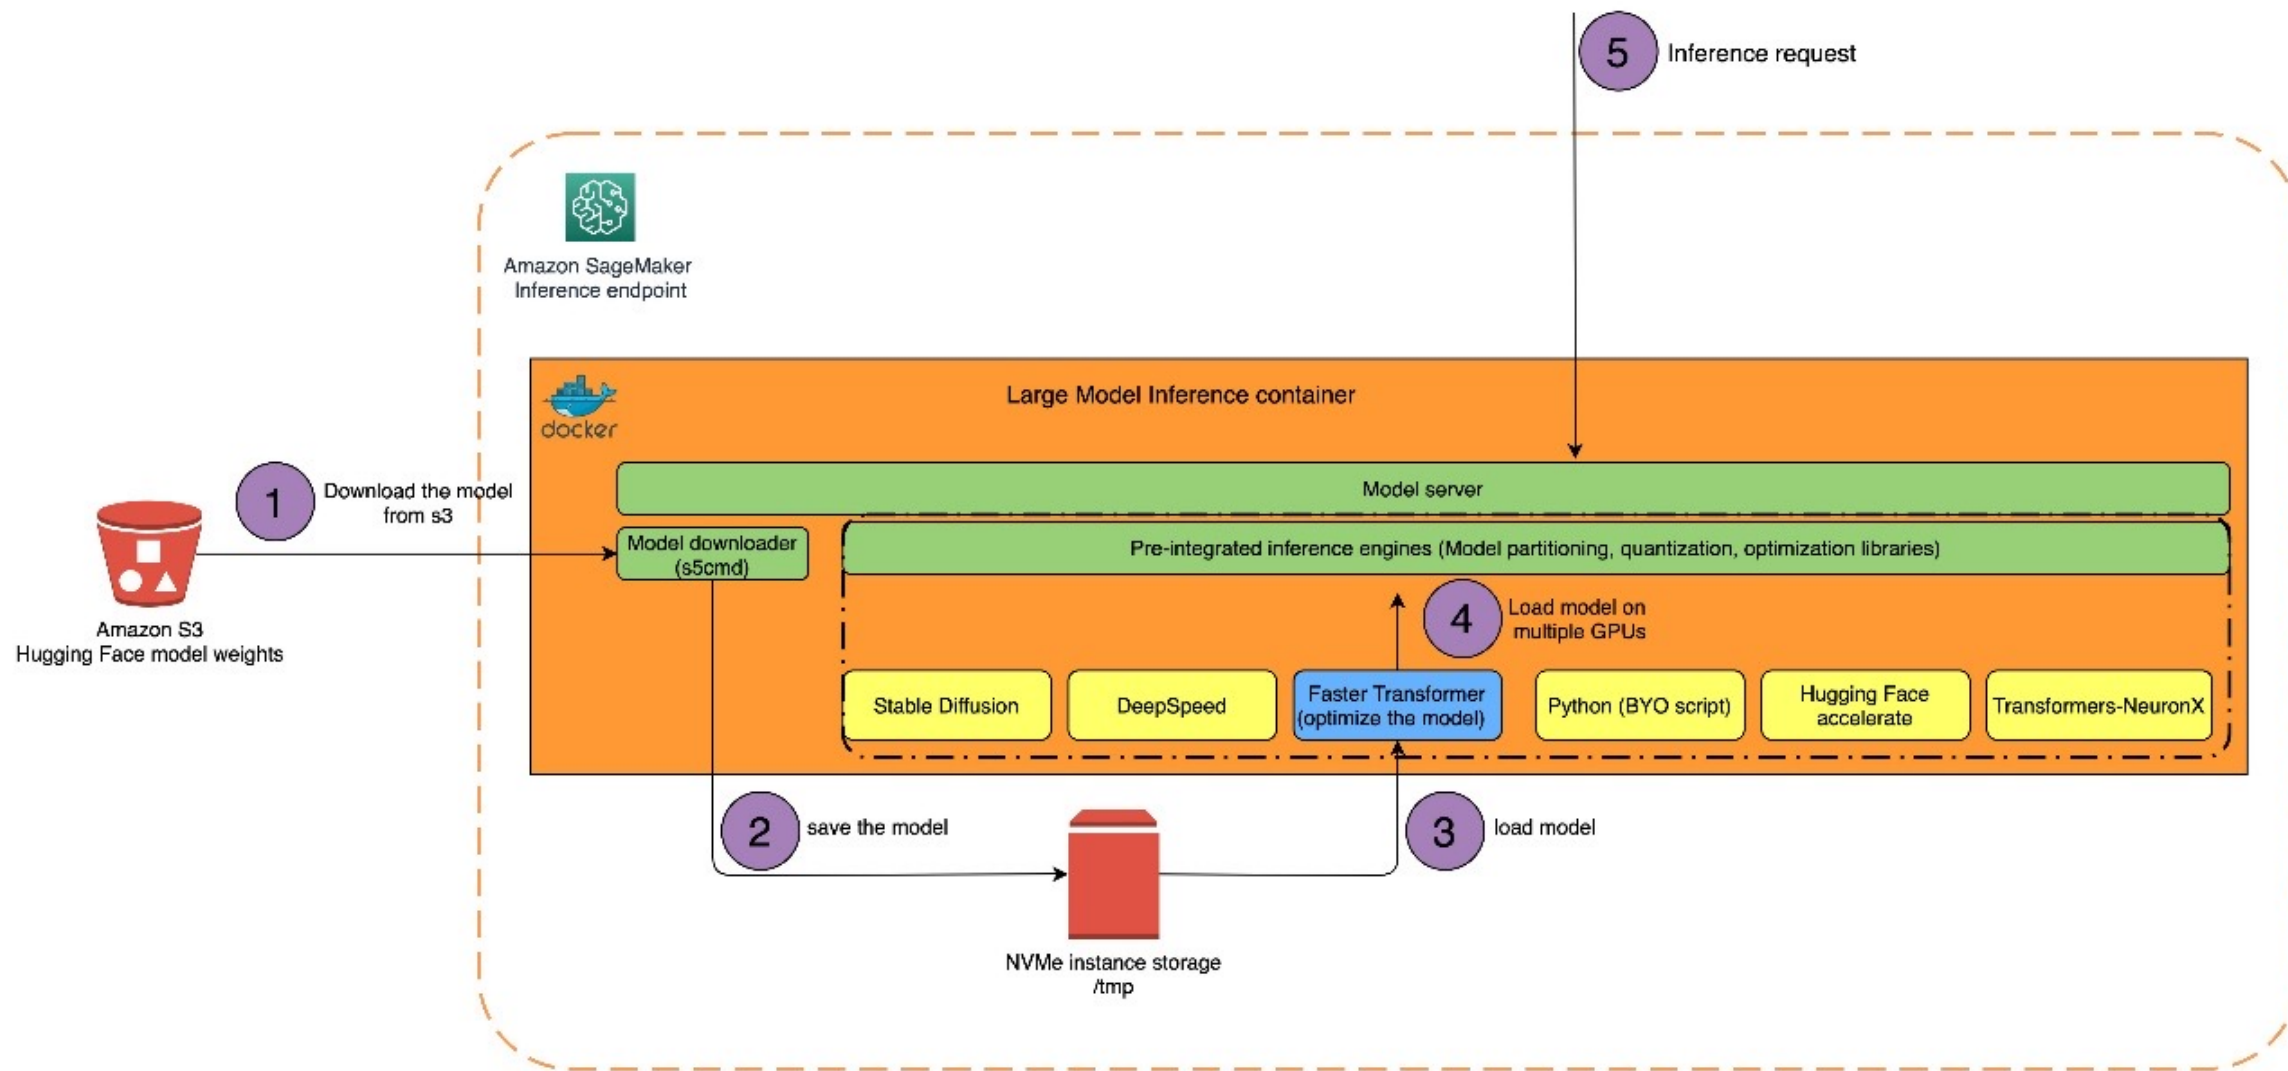 5
Inference request
Amazon SageMaker
Inference endpoint
docker
Large Model Inference container
1
Download the model
from s3
Amazon S3
Hugging Face model weights
Model server
Model downloader
(s5cmd)
Pre-integrated inference engines (Model partitioning, quantization, optimization libraries)
4
Load model on
multiple GPUs
Stable Diffusion
DeepSpeed
Faster Transformer
(optimize the model)
Python (BYO script)
Hugging Face
accelerate
Transformers-NeuronX
2
save the model
3
load model
NVMe instance storage
/tmp